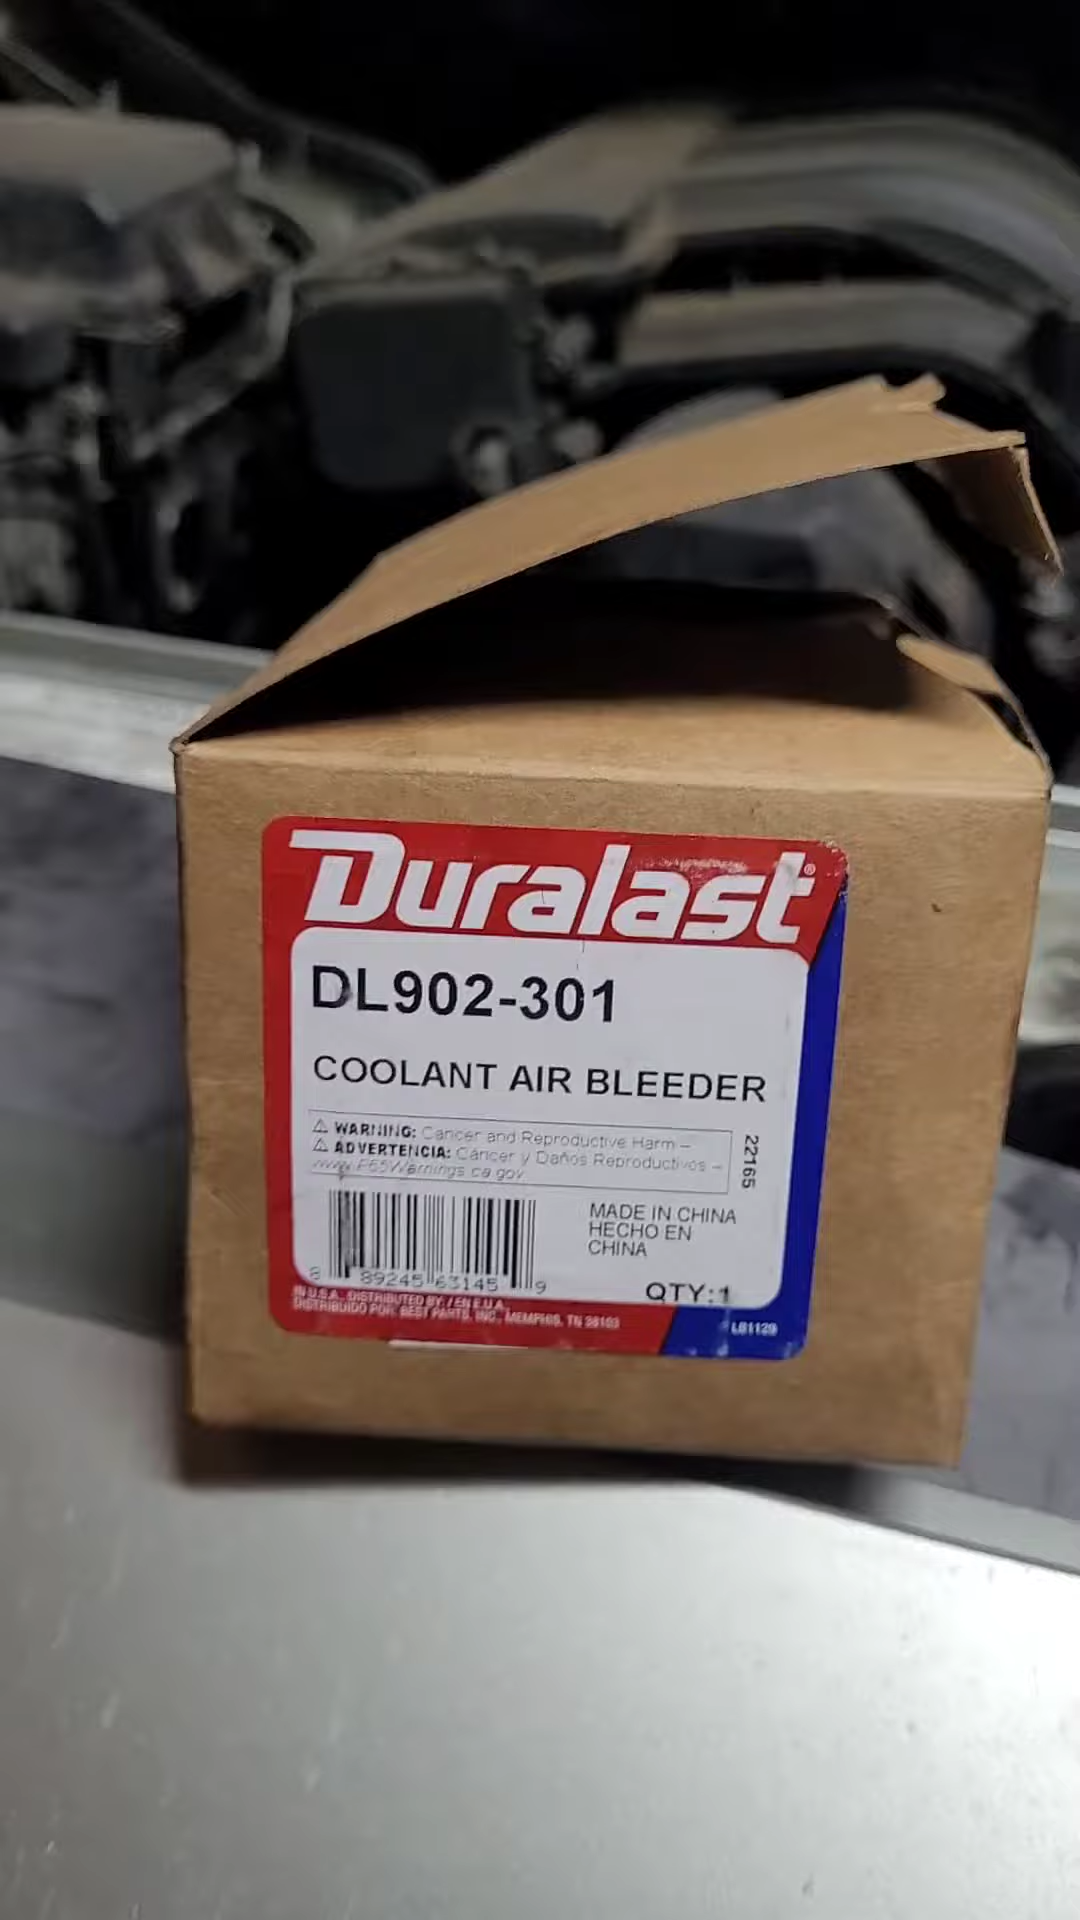 Duralast®
DL902-301
COOLANT AIR BLEEDER
⚠ WARNING: Cancer and Reproductive Harm –
⚠ ADVERTENCIA: Cáncer y Daños Reproductivos –
www.P65Warnings.ca.gov
22165
MADE IN CHINA
HECHO EN
CHINA
8 89245 63145 9
QTY:1
IN U.S.A. DISTRIBUTED BY: / EN E.U.A.,
DISTRIBUIDO POR: BEST PARTS, INC., MEMPHIS, TN 38103
LB1129